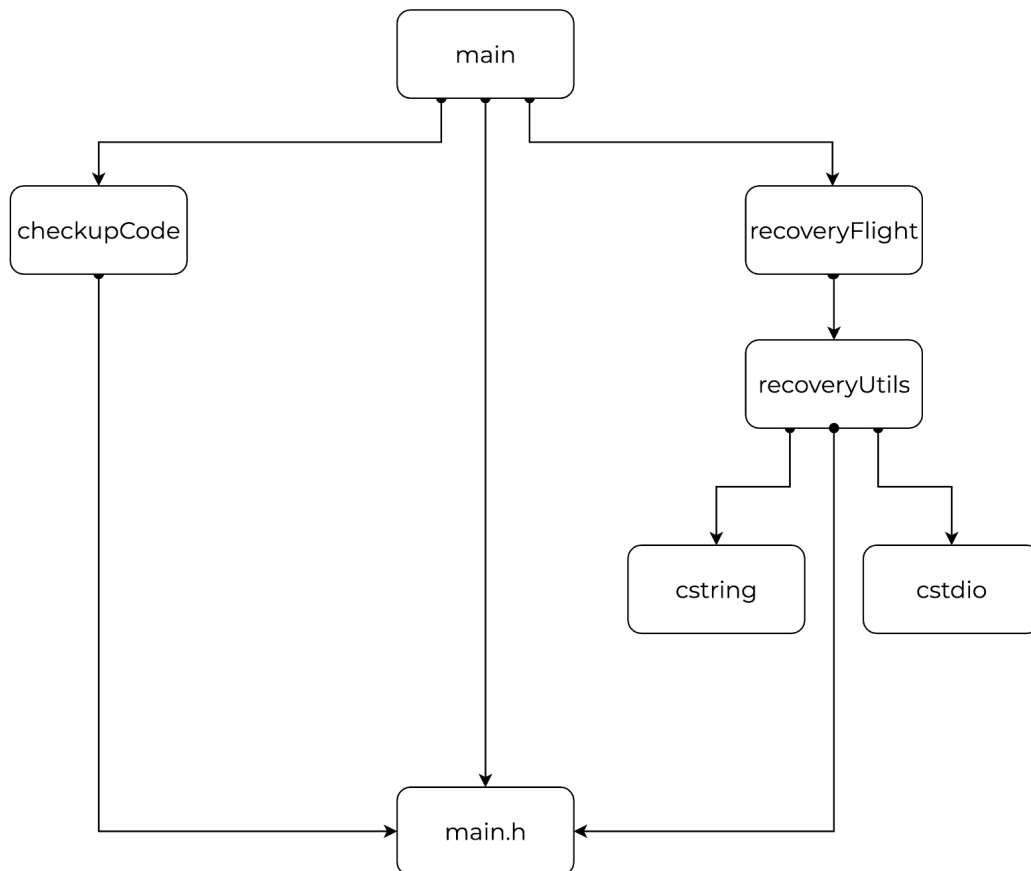 main
checkupCode
recoveryFlight
recoveryUtils
cstring
cstdio
main.h